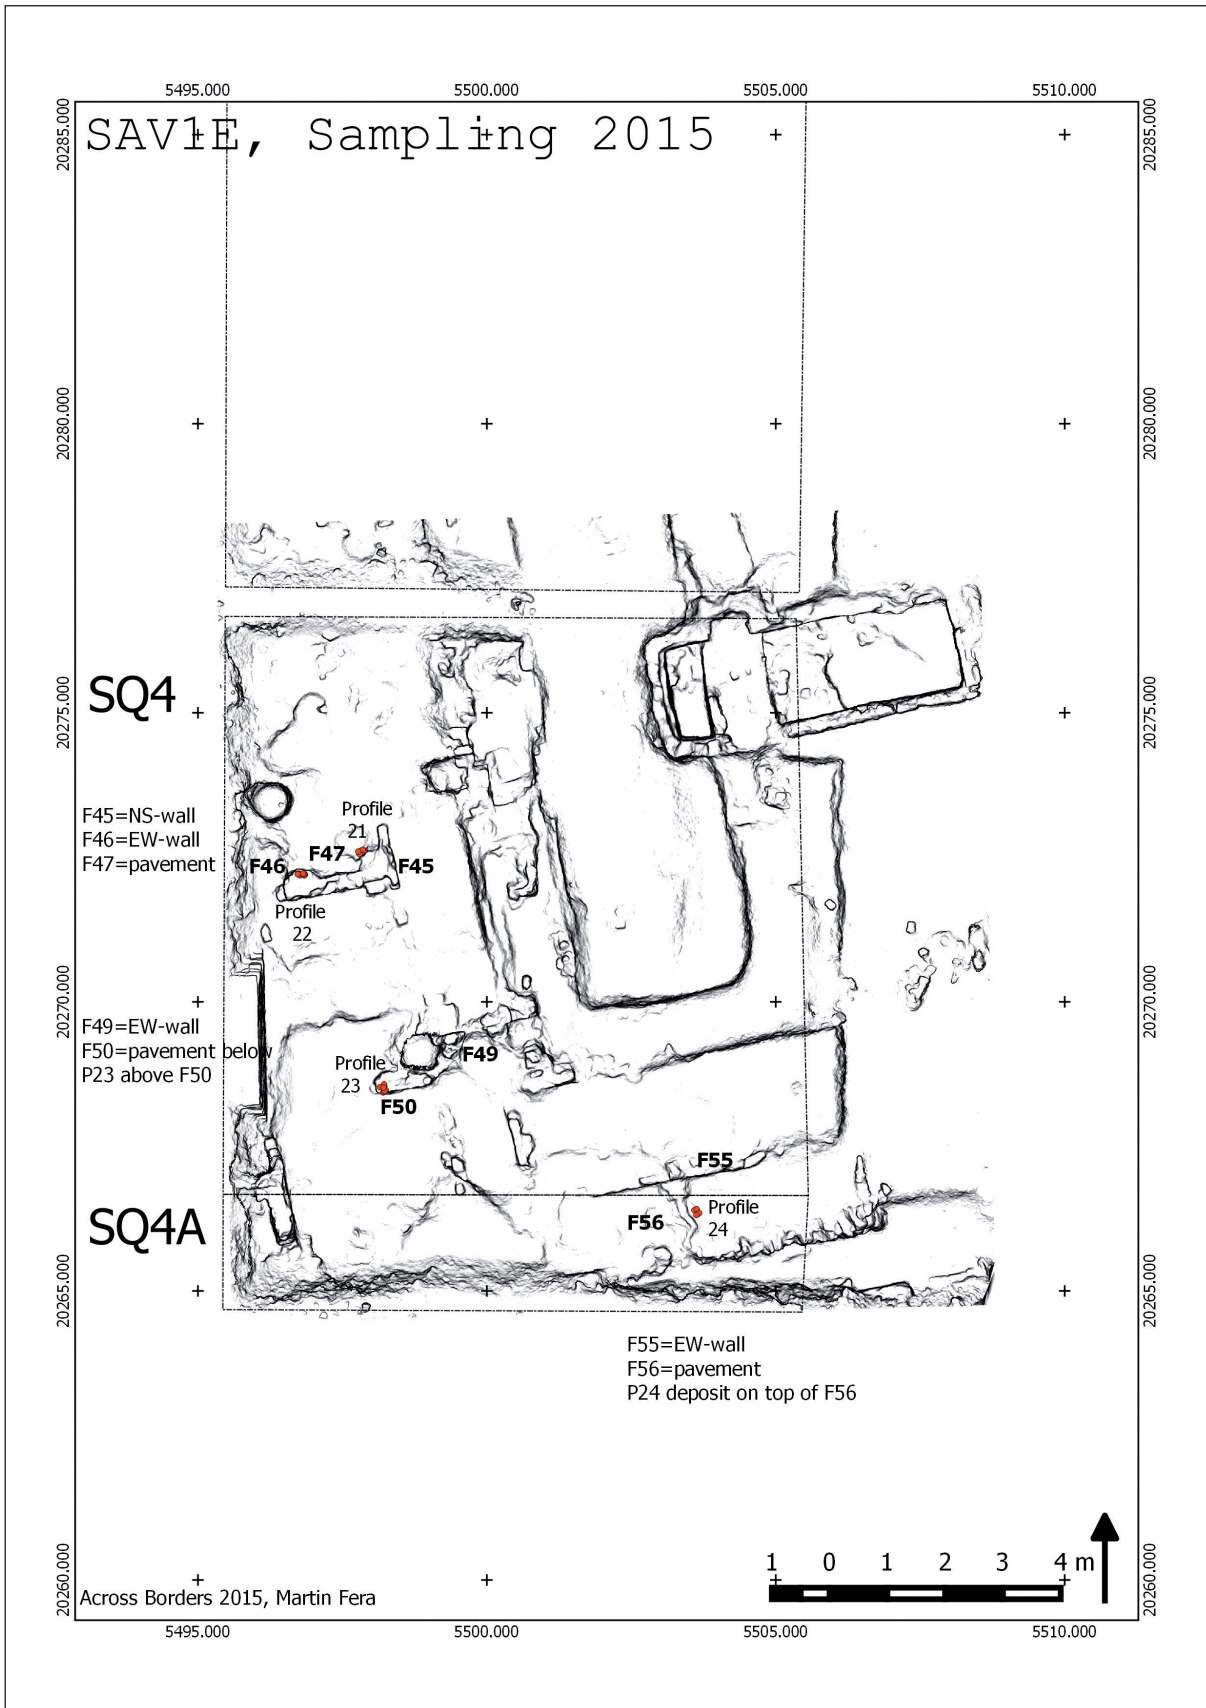 5495.000 5500.000 5505.000 5510.000
20285.000 20285.000
SAV1E, Sampling 2015
20280.000 20280.000
SQ4
20275.000 20275.000
F45=NS-wall
F46=EW-wall
F47=pavement
Profile
21
F46 F47 F45
Profile
22
20270.000 20270.000
F49=EW-wall
F50=pavement below
P23 above F50
Profile
23
F49
F50
F55
SQ4A
F56
Profile
24
20265.000 20265.000
F55=EW-wall
F56=pavement
P24 deposit on top of F56
1 0 1 2 3 4 m
20260.000 20260.000
Across Borders 2015, Martin Fera
5495.000 5500.000 5505.000 5510.000